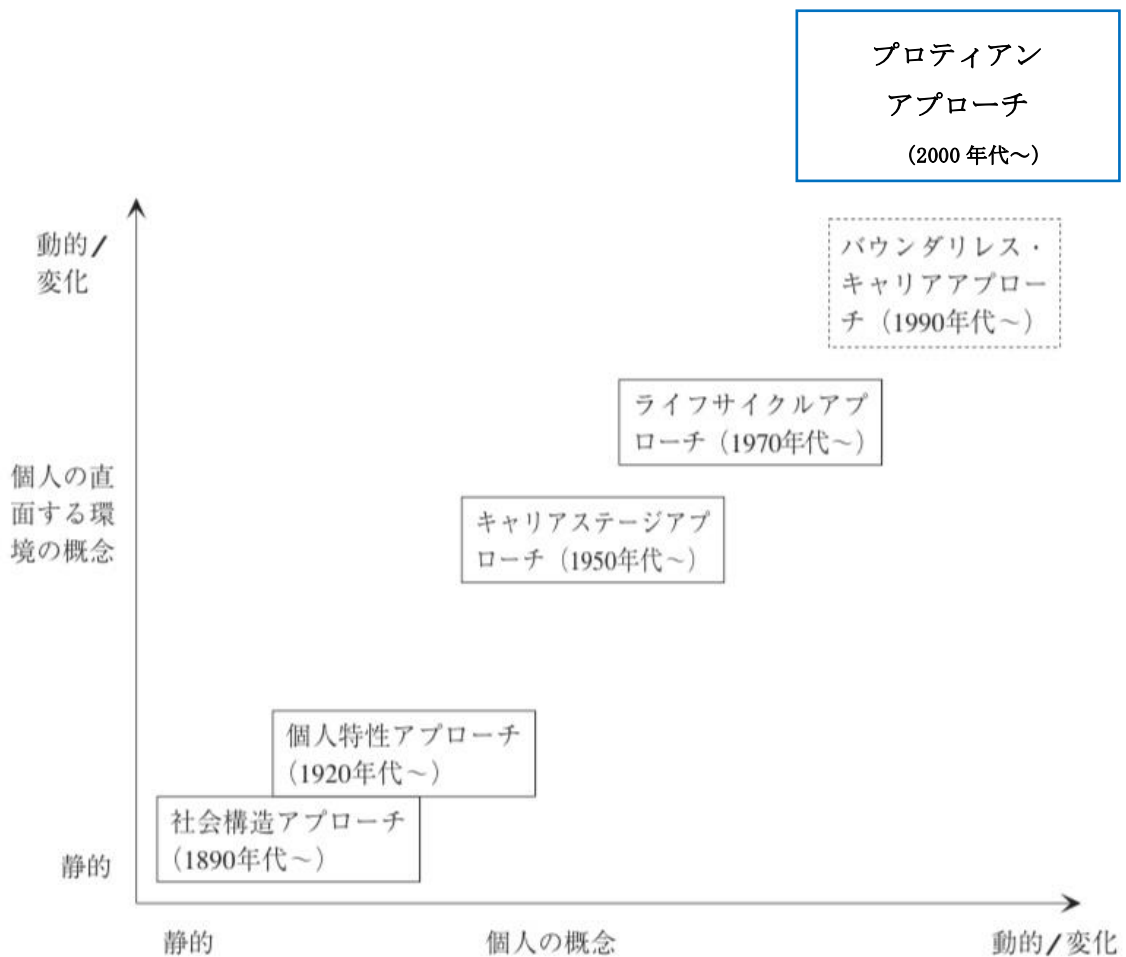 プロティアン
アプローチ
（2000 年代～）
動的/
変化
バウンダリレス・
キャリアアプロー
チ（1990年代～）
ライフサイクルアプ
ローチ（1970年代～）
個人の直
面する環
境の概念
キャリアステージアプ
ローチ（1950年代～）
個人特性アプローチ
（1920年代～）
社会構造アプローチ
（1890年代～）
静的
静的
個人の概念
動的/変化